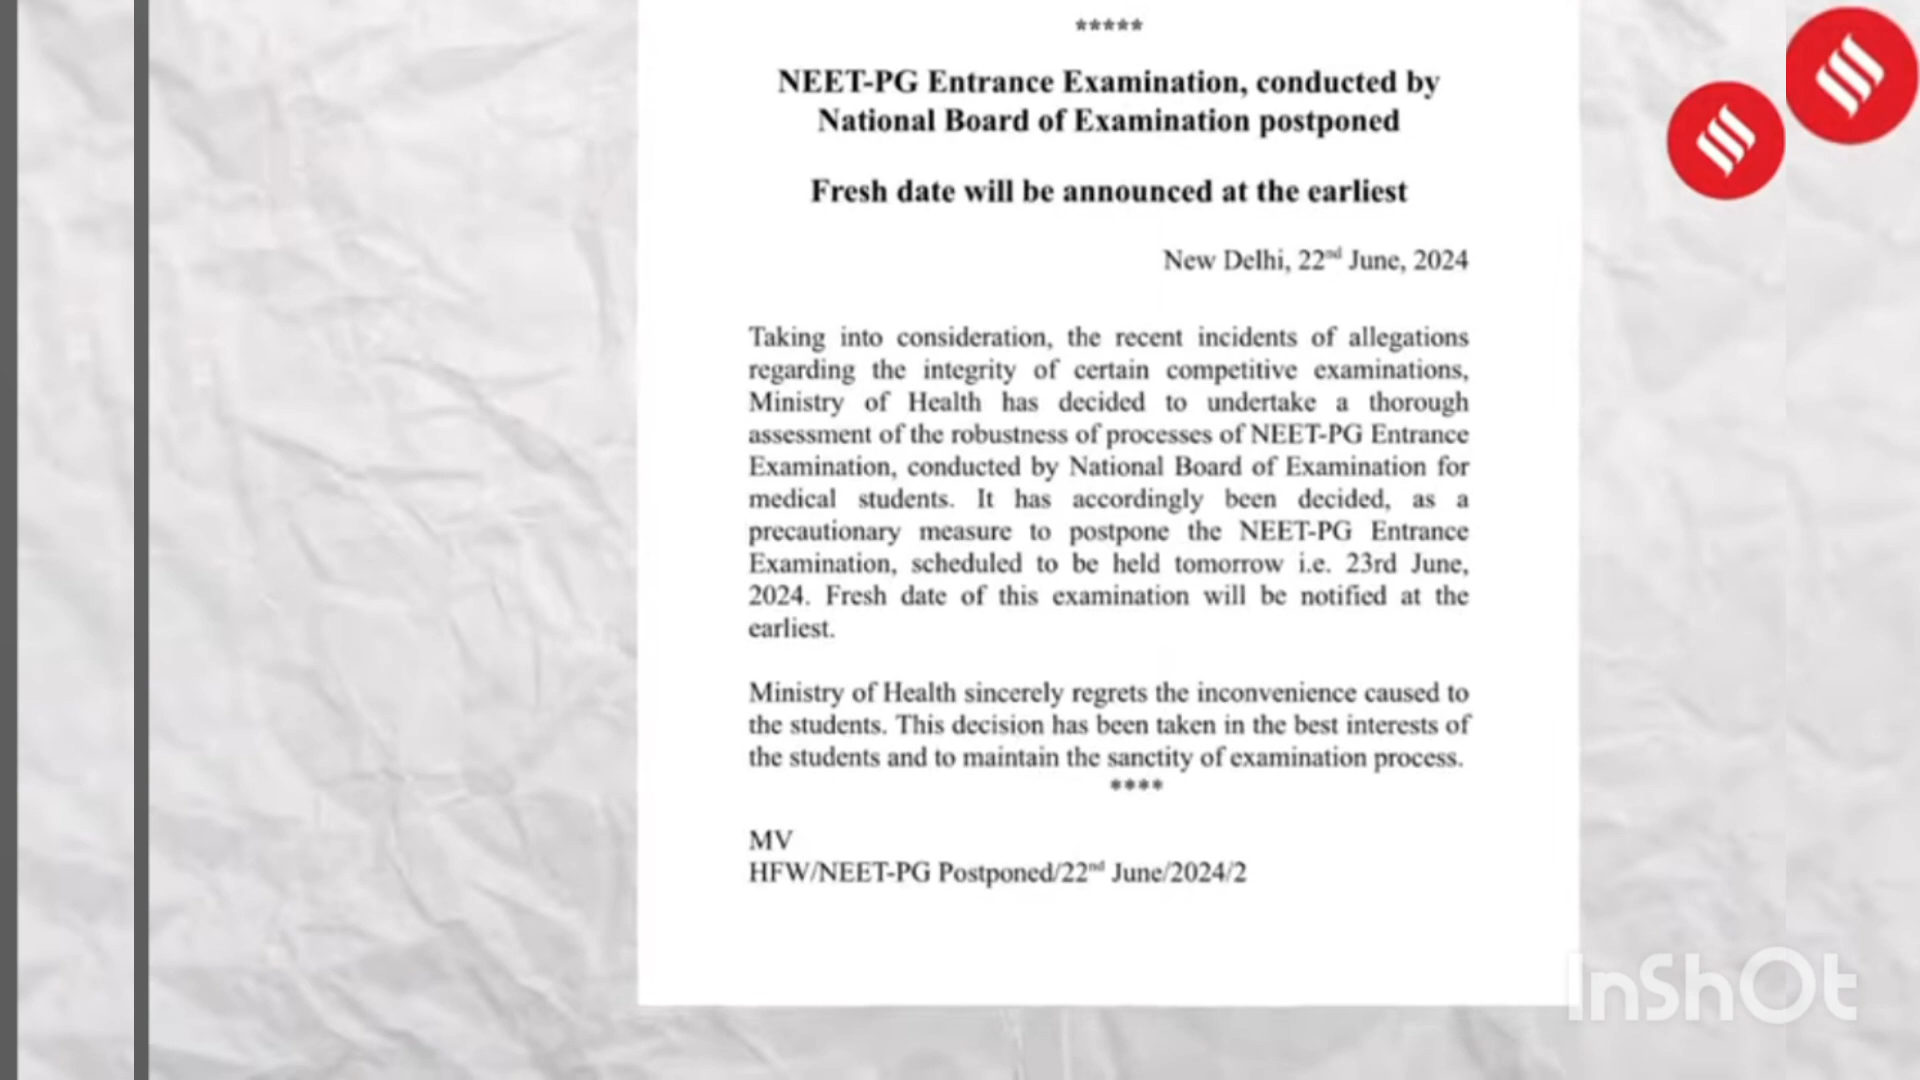 *****
NEET-PG Entrance Examination, conducted by
National Board of Examination postponed
Fresh date will be announced at the earliest
New Delhi, 22nd June, 2024
Taking into consideration, the recent incidents of allegations
regarding the integrity of certain competitive examinations,
Ministry of Health has decided to undertake a thorough
assessment of the robustness of processes of NEET-PG Entrance
Examination, conducted by National Board of Examination for
medical students. It has accordingly been decided, as a
precautionary measure to postpone the NEET-PG Entrance
Examination, scheduled to be held tomorrow i.e. 23rd June,
2024. Fresh date of this examination will be notified at the
earliest.
Ministry of Health sincerely regrets the inconvenience caused to
the students. This decision has been taken in the best interests of
the students and to maintain the sanctity of examination process.
****
MV
HFW/NEET-PG Postponed/22nd June/2024/2
InShOt